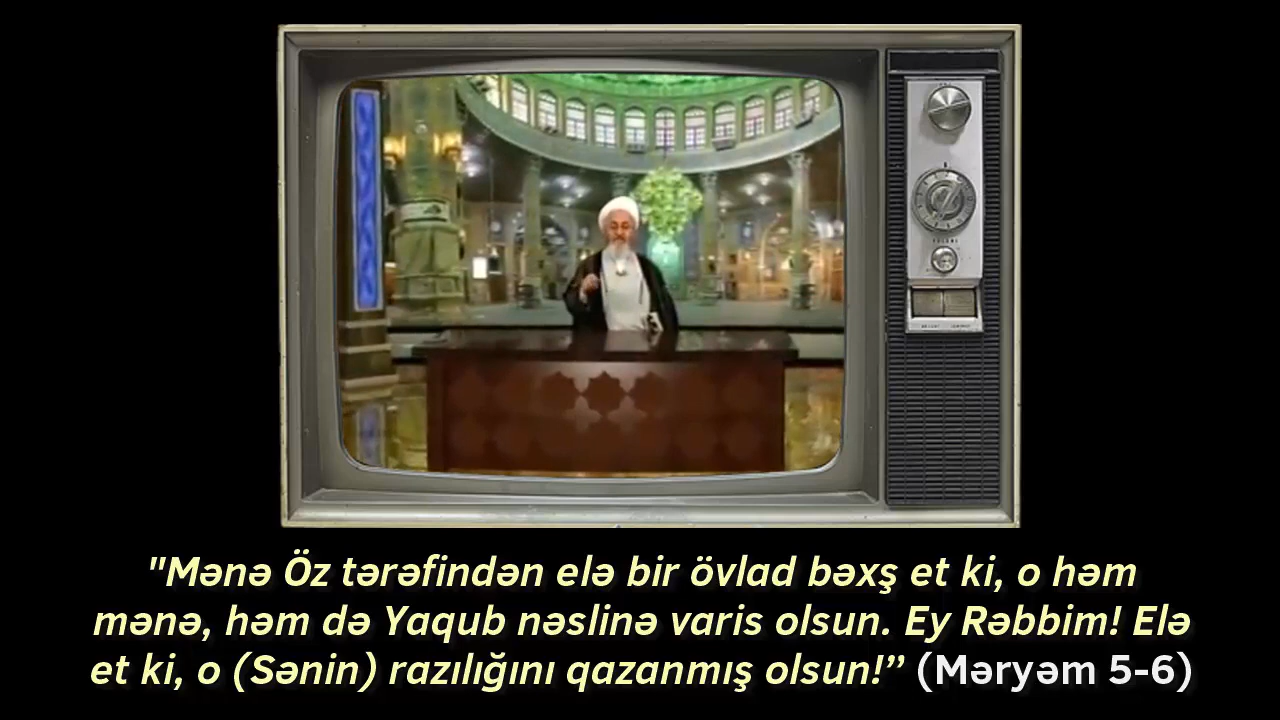 "Mənə Öz tərəfindən elə bir övlad bəxş et ki, o həm
mənə, həm də Yaqub nəslinə varis olsun. Ey Rəbbim! Elə
et ki, o (Sənin) razılığını qazanmış olsun!” (Məryəm 5-6)